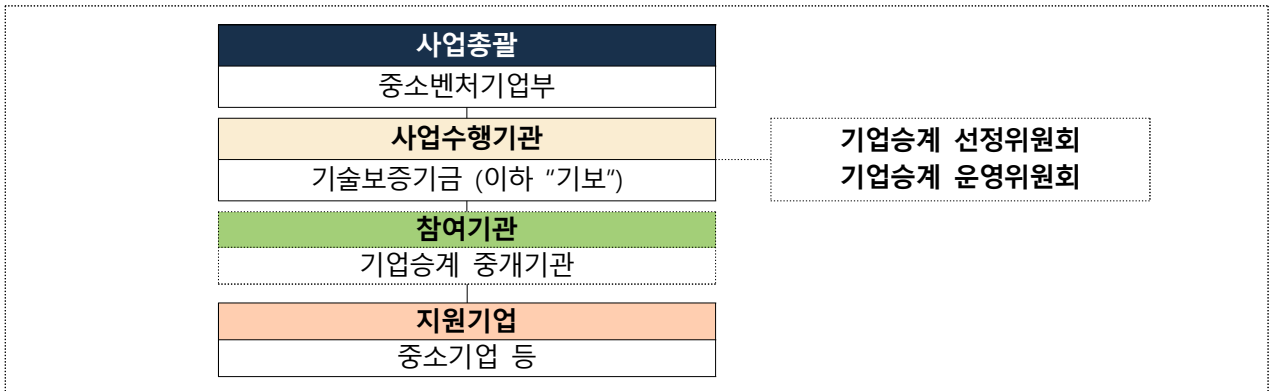 사업총괄
중소벤처기업부
사업수행기관
기술보증기금 (이하 "기보")
기업승계 선정위원회
기업승계 운영위원회
참여기관
기업승계 중개기관
지원기업
중소기업 등